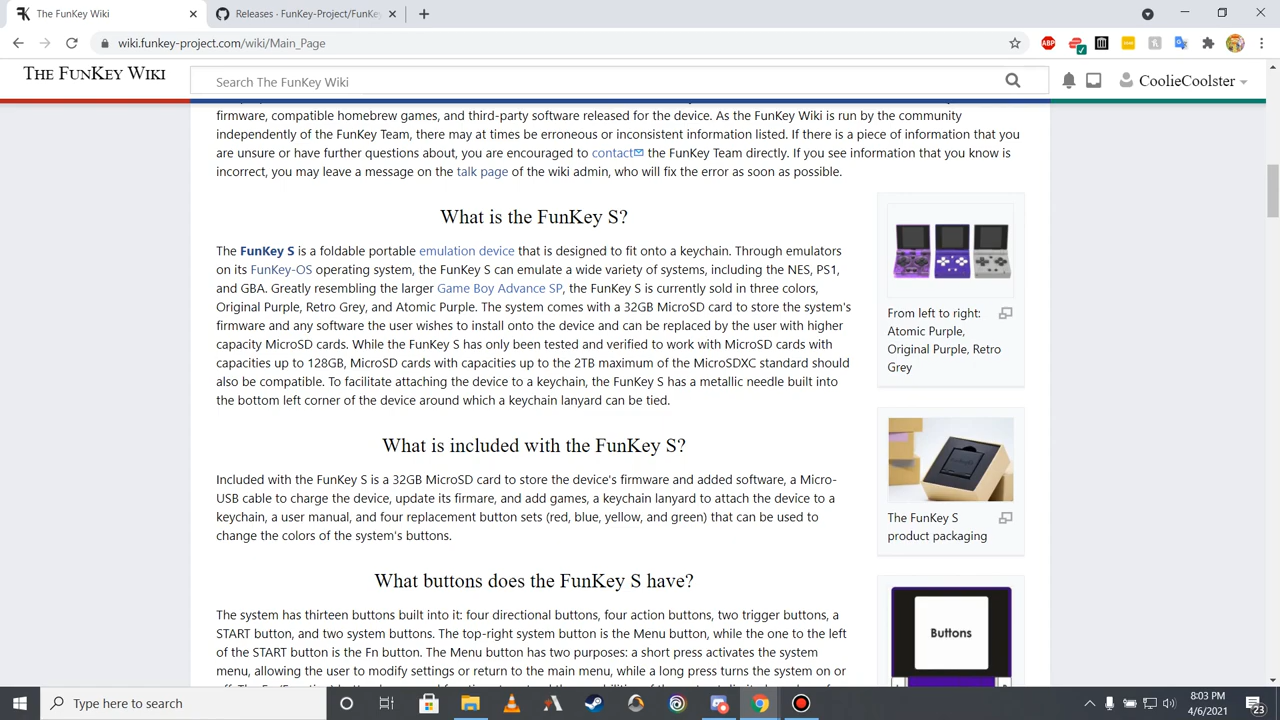 The FunKey Wiki
Releases · FunKey-Project/FunKey
wiki.funkey-project.com/wiki/Main_Page
ABP
THE FUNKEY WIKI
Search The FunKey Wiki
CoolieCoolster
firmware, compatible homebrew games, and third-party software released for the device. As the FunKey Wiki is run by the community
independently of the FunKey Team, there may at times be erroneous or inconsistent information listed. If there is a piece of information that you
are unsure or have further questions about, you are encouraged to contact the FunKey Team directly. If you see information that you know is
incorrect, you may leave a message on the talk page of the wiki admin, who will fix the error as soon as possible.
What is the FunKey S?
The FunKey S is a foldable portable emulation device that is designed to fit onto a keychain. Through emulators
on its FunKey-OS operating system, the FunKey S can emulate a wide variety of systems, including the NES, PS1,
and GBA. Greatly resembling the larger Game Boy Advance SP, the FunKey S is currently sold in three colors,
Original Purple, Retro Grey, and Atomic Purple. The system comes with a 32GB MicroSD card to store the system's
firmware and any software the user wishes to install onto the device and can be replaced by the user with higher
capacity MicroSD cards. While the FunKey S has only been tested and verified to work with MicroSD cards with
capacities up to 128GB, MicroSD cards with capacities up to the 2TB maximum of the MicroSDXC standard should
also be compatible. To facilitate attaching the device to a keychain, the FunKey S has a metallic needle built into
the bottom left corner of the device around which a keychain lanyard can be tied.
From left to right:
Atomic Purple,
Original Purple, Retro
Grey
What is included with the FunKey S?
Included with the FunKey S is a 32GB MicroSD card to store the device's firmware and added software, a Micro-
USB cable to charge the device, update its firmare, and add games, a keychain lanyard to attach the device to a
keychain, a user manual, and four replacement button sets (red, blue, yellow, and green) that can be used to
change the colors of the system's buttons.
The FunKey S
product packaging
What buttons does the FunKey S have?
The system has thirteen buttons built into it: four directional buttons, four action buttons, two trigger buttons, a
START button, and two system buttons. The top-right system button is the Menu button, while the one to the left
of the START button is the Fn button. The Menu button has two purposes: a short press activates the system
menu, allowing the user to modify settings or return to the main menu, while a long press turns the system on or
Buttons
Type here to search
8:03 PM
4/6/2021
23